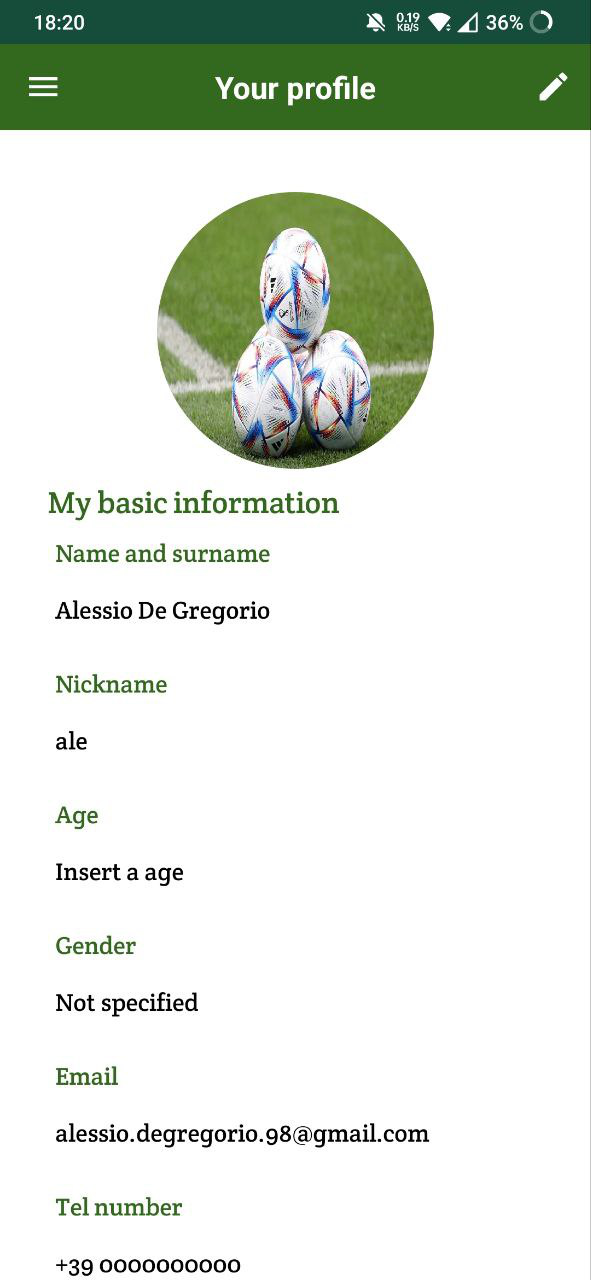 18:20
0.19
KB/S
36%
Your profile
My basic information
Name and surname
Alessio De Gregorio
Nickname
ale
Age
Insert a age
Gender
Not specified
Email
alessio.degregorio.98@gmail.com
Tel number
+39 0000000000